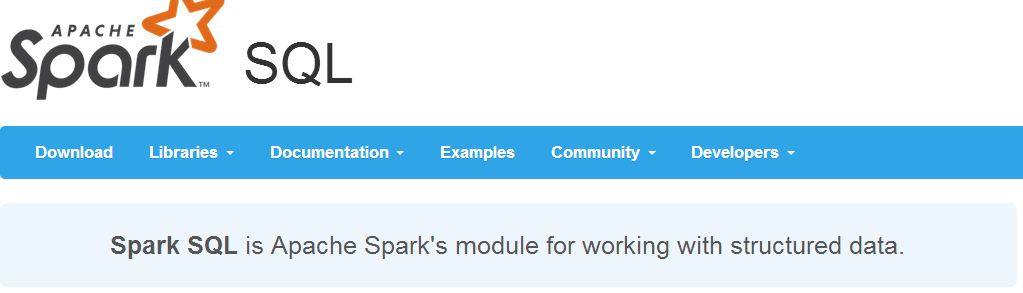 APACHE
Spark™ SQL
Download Libraries Documentation Examples Community Developers
Spark SQL is Apache Spark's module for working with structured data.